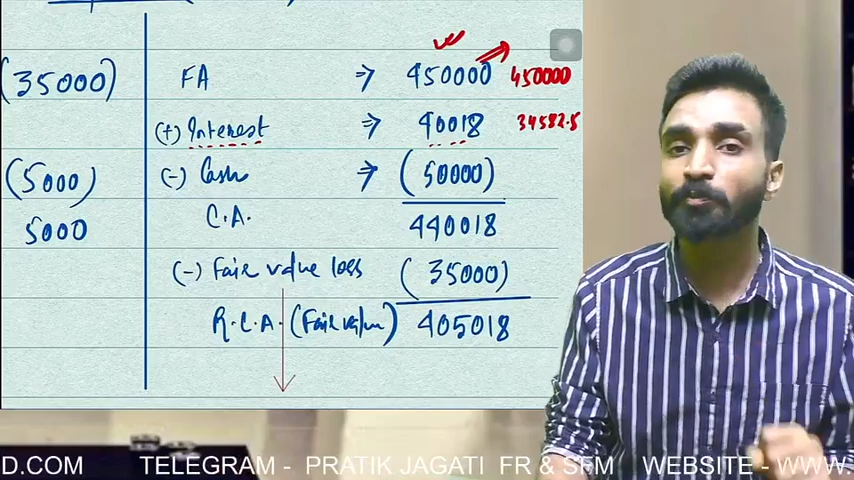 (35000) FA ⇒ 450000 450000
(+) Interest ⇒ 40018 34582.5
(5000) (-) Cash ⇒ (50000)
5000 C.A. 440018
(-) Fair value loss (35000)
R.C.A. (Fair value) 405018
D.COM TELEGRAM - PRATIK JAGATI FR & SFM WEBSITE - WWW.